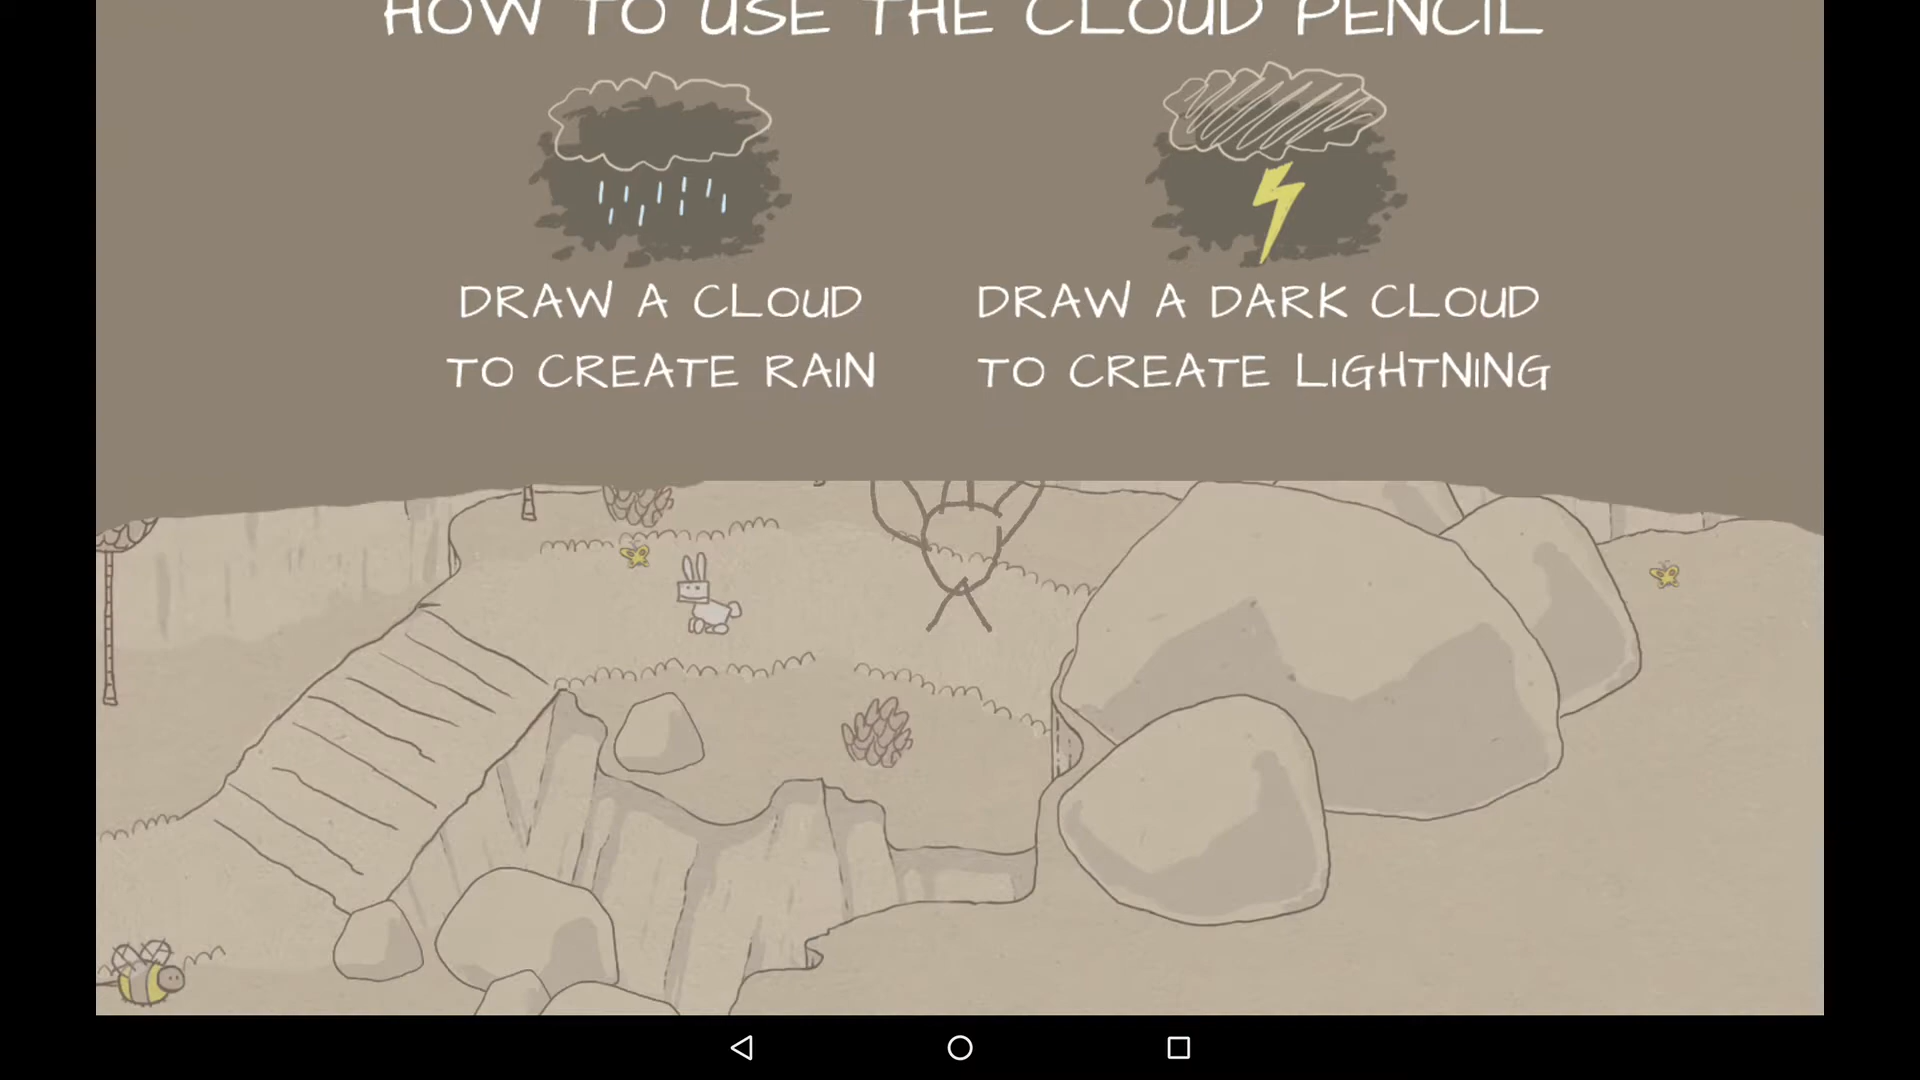 HOW TO USE THE CLOUD PENCIL
DRAW A CLOUD
TO CREATE RAIN
DRAW A DARK CLOUD
TO CREATE LIGHTNING